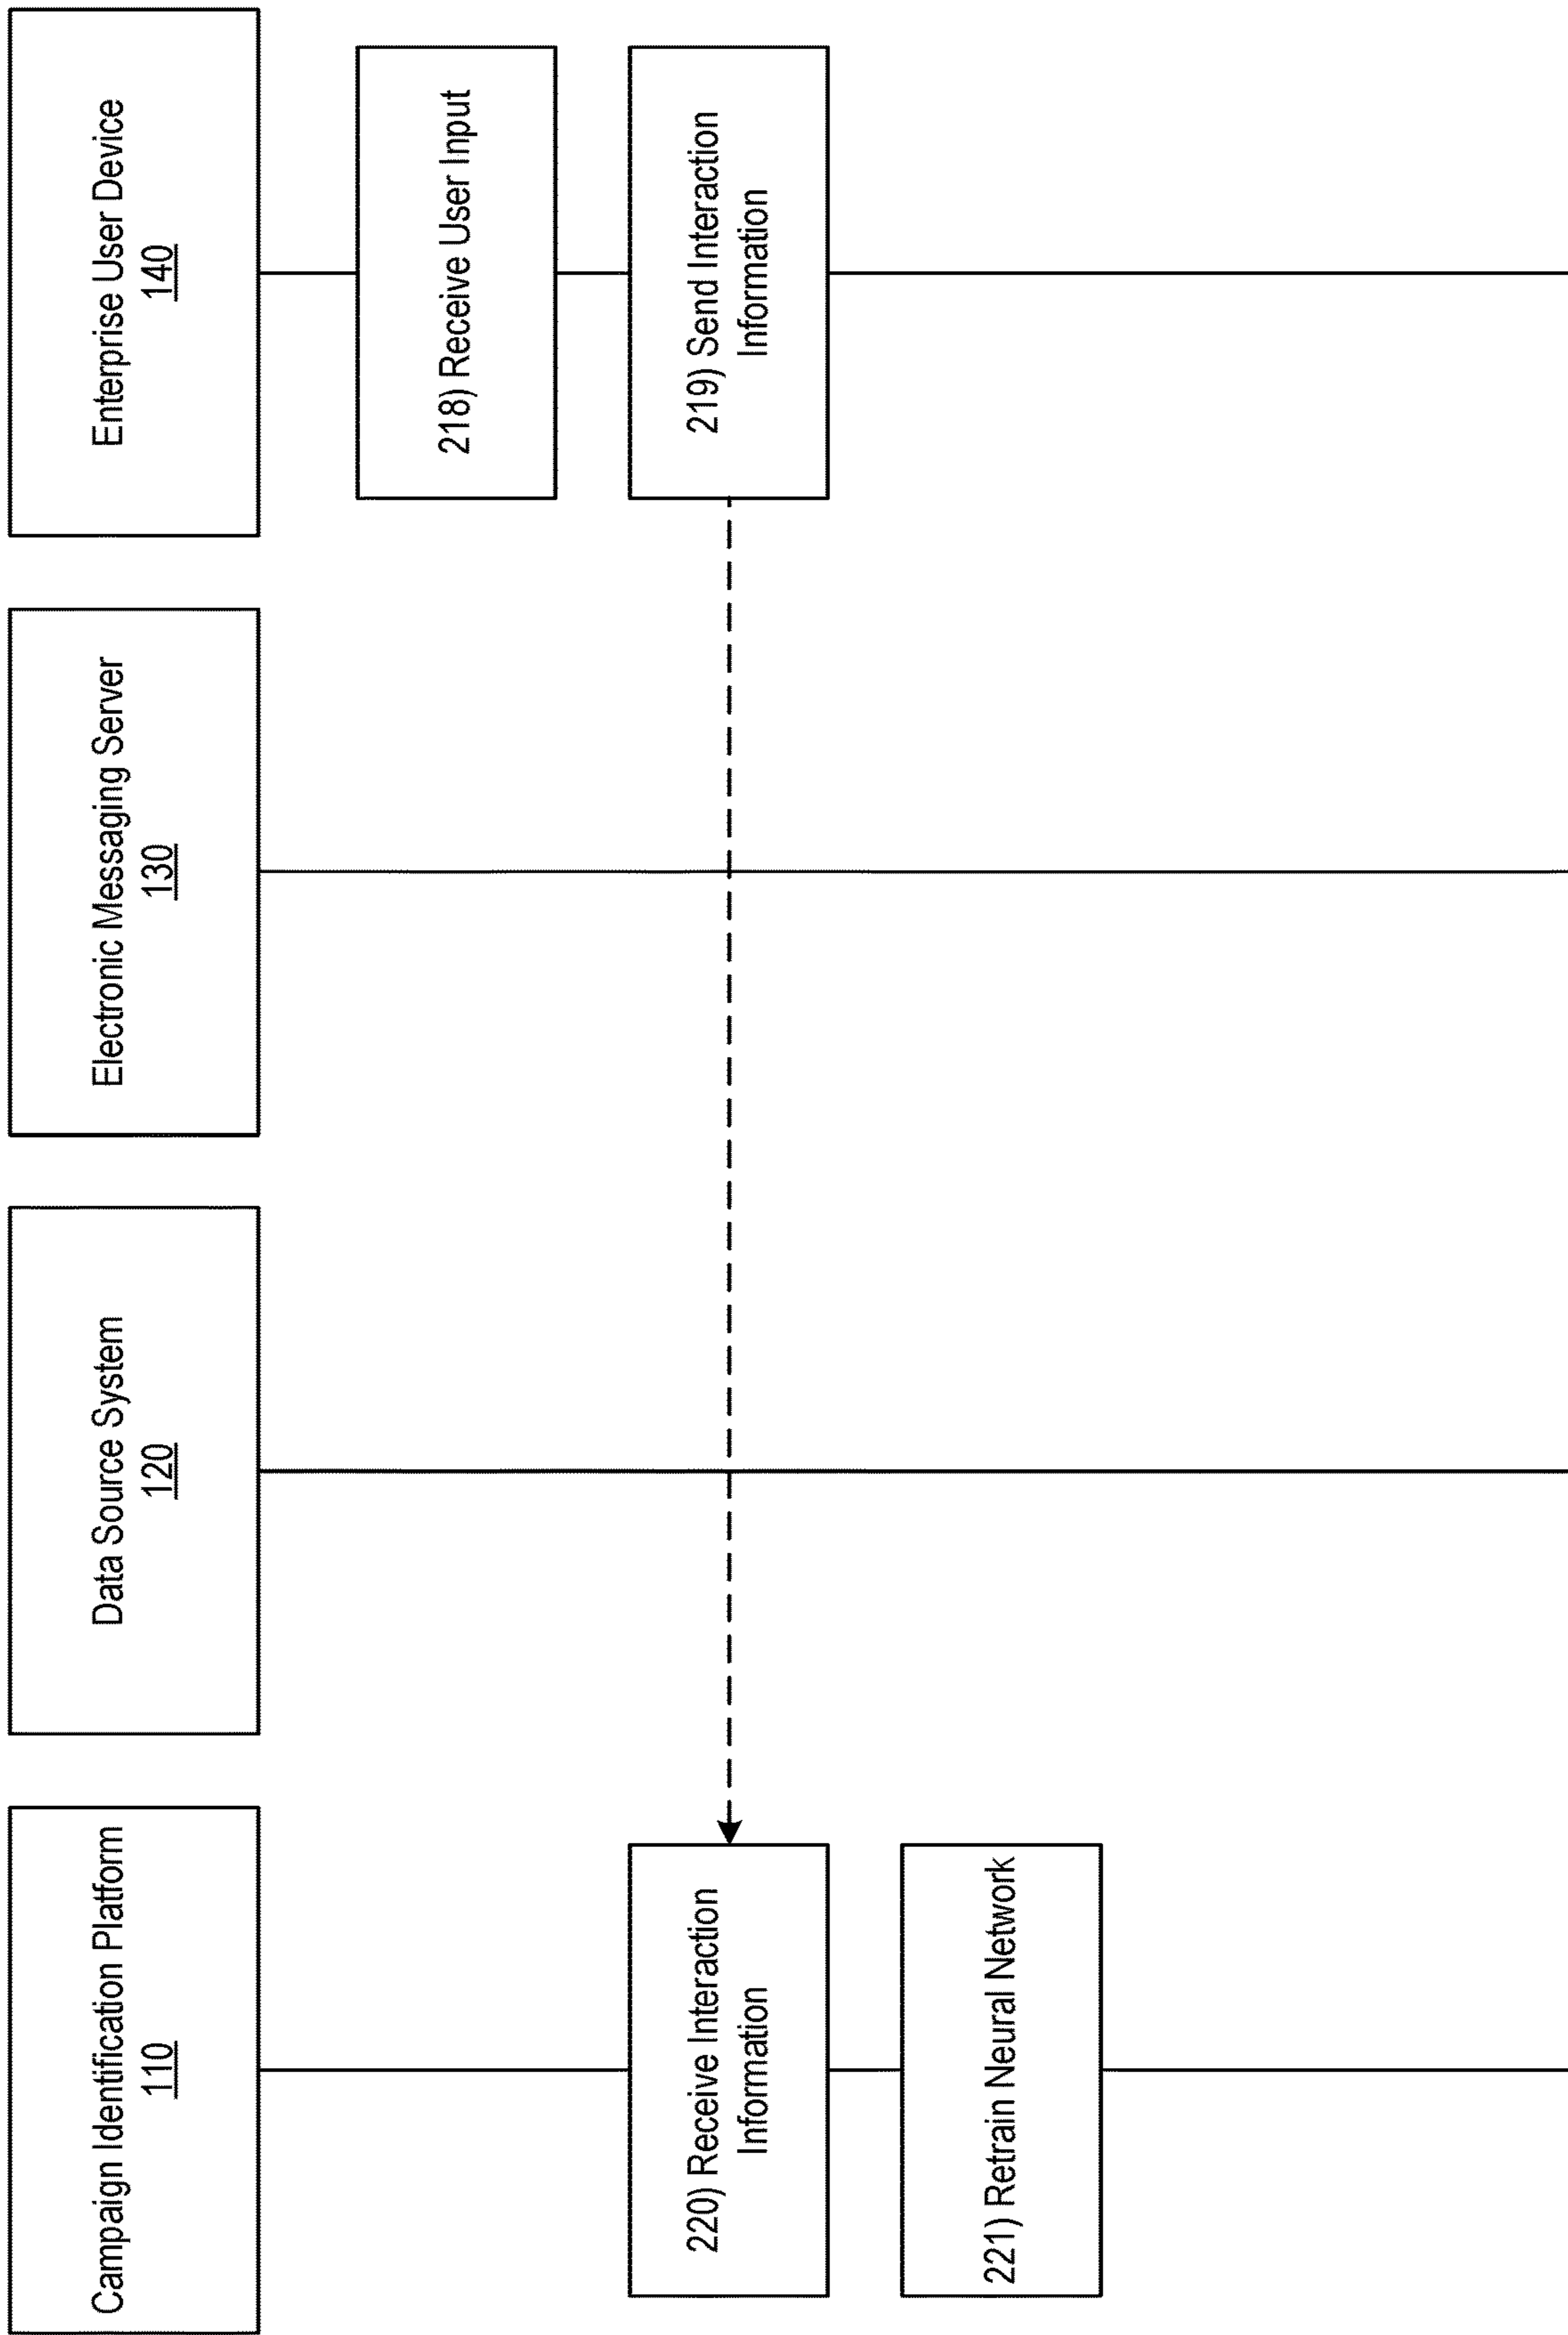 Campaign Identification Platform
110
Data Source System
120
Electronic Messaging Server
130
Enterprise User Device
140
218) Receive User Input
219) Send Interaction
Information
220) Receive Interaction
Information
221) Retrain Neural Network